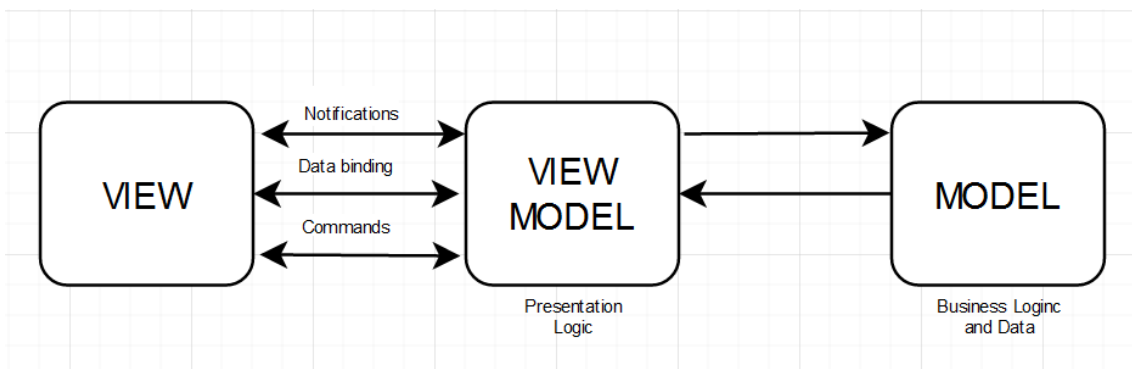 Notifications
Data binding
Commands
VIEW
VIEW
MODEL
Presentation
Logic
MODEL
Business Loginc
and Data